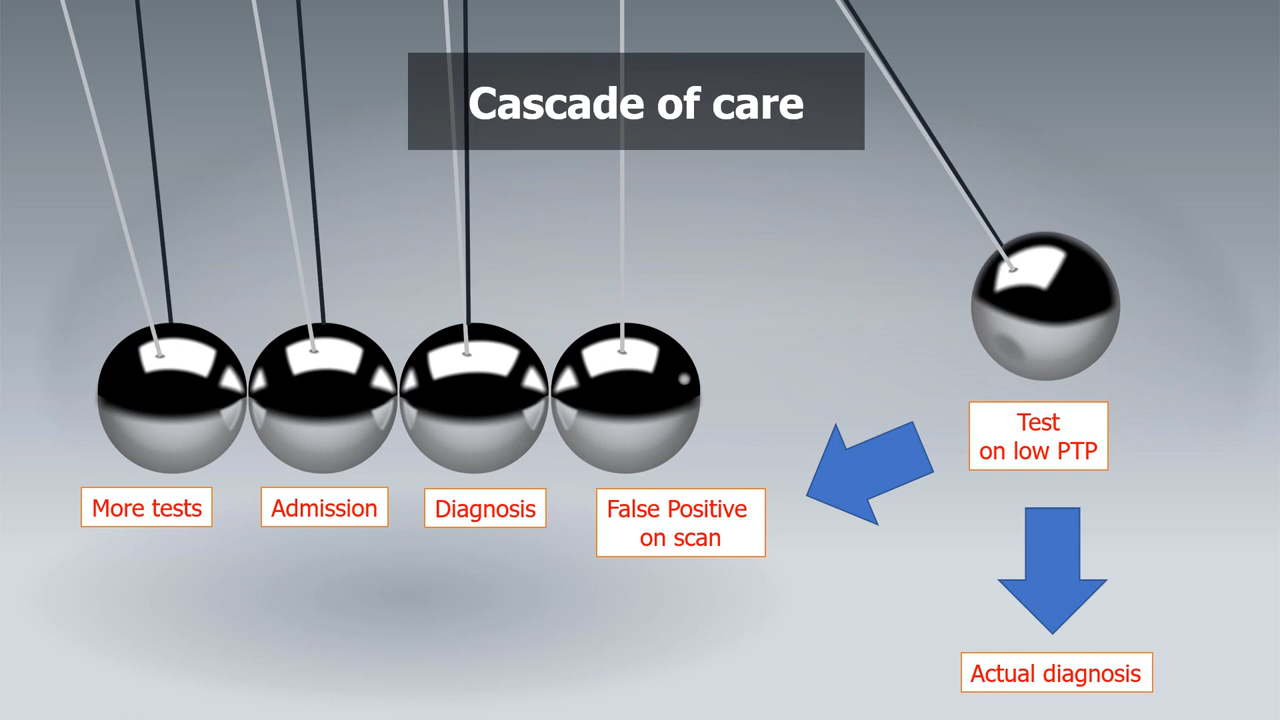 Cascade of care
Test
on low PTP
More tests
Admission
Diagnosis
False Positive
on scan
Actual diagnosis